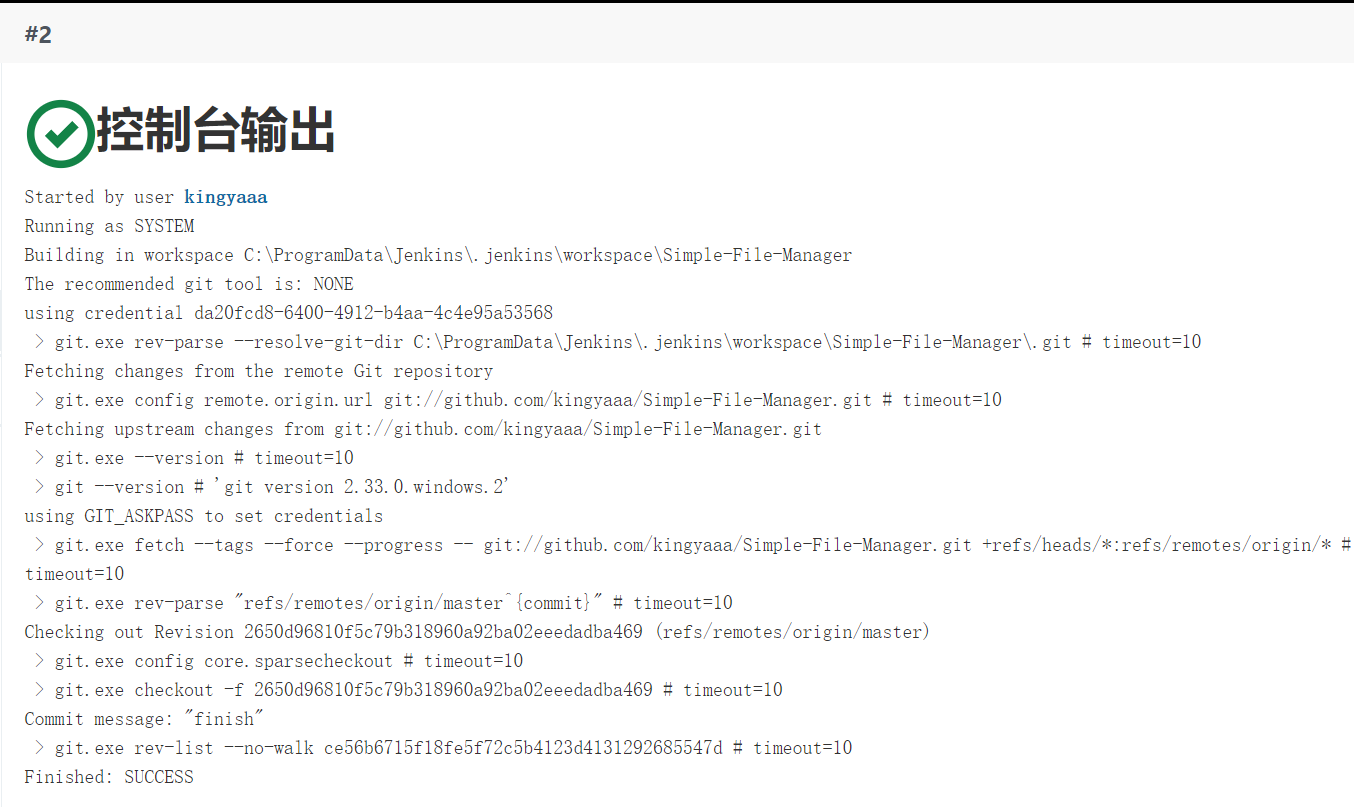 #2
控制台输出
Started by user kingyaaa
Running as SYSTEM
Building in workspace C:\ProgramData\Jenkins\.jenkins\workspace\Simple-File-Manager
The recommended git tool is: NONE
using credential da20fcd8-6400-4912-b4aa-4c4e95a53568
> git.exe rev-parse --resolve-git-dir C:\ProgramData\Jenkins\.jenkins\workspace\Simple-File-Manager\.git # timeout=10
Fetching changes from the remote Git repository
> git.exe config remote.origin.url git://github.com/kingyaaa/Simple-File-Manager.git # timeout=10
Fetching upstream changes from git://github.com/kingyaaa/Simple-File-Manager.git
> git.exe --version # timeout=10
> git --version # 'git version 2.33.0.windows.2'
using GIT_ASKPASS to set credentials
> git.exe fetch --tags --force --progress -- git://github.com/kingyaaa/Simple-File-Manager.git +refs/heads/*:refs/remotes/origin/* #
timeout=10
> git.exe rev-parse "refs/remotes/origin/master^{commit}" # timeout=10
Checking out Revision 2650d96810f5c79b318960a92ba02eeedadba469 (refs/remotes/origin/master)
> git.exe config core.sparsecheckout # timeout=10
> git.exe checkout -f 2650d96810f5c79b318960a92ba02eeedadba469 # timeout=10
Commit message: "finish"
> git.exe rev-list --no-walk ce56b6715f18fe5f72c5b4123d4131292685547d # timeout=10
Finished: SUCCESS